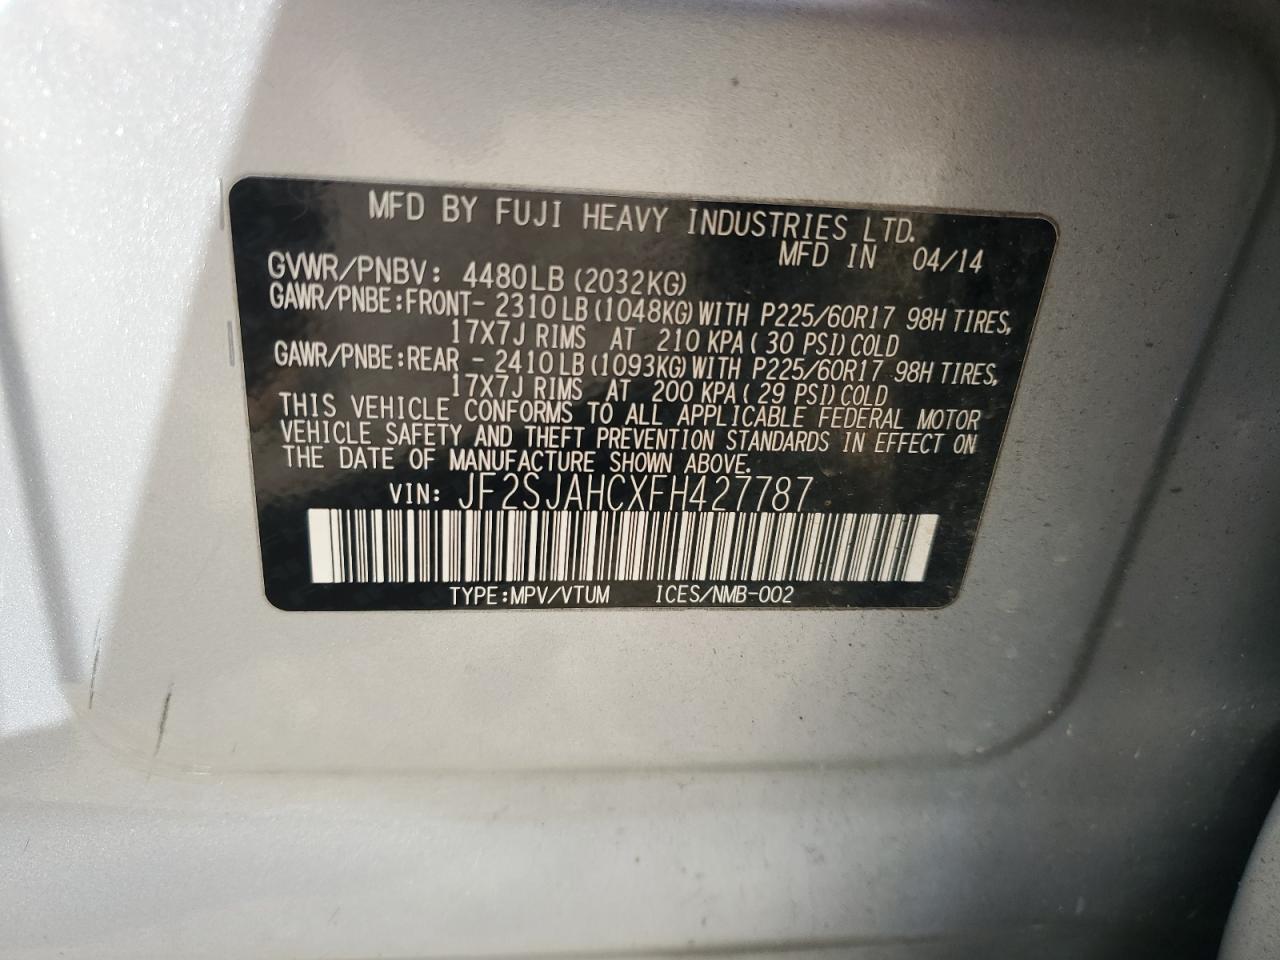 MFD BY FUJI HEAVY INDUSTRIES LTD.
MFD IN 04/14
GVWR/PNBV: 4480LB (2032KG)
GAWR/PNBE:FRONT- 2310LB (1048KG) WITH P225/60R17 98H TIRES,
17X7J RIMS AT 210 KPA ( 30 PSI) COLD
GAWR/PNBE:REAR - 2410LB (1093KG) WITH P225/60R17 98H TIRES,
17X7J RIMS AT 200 KPA ( 29 PSI) COLD
THIS VEHICLE CONFORMS TO ALL APPLICABLE FEDERAL MOTOR
VEHICLE SAFETY AND THEFT PREVENTION STANDARDS IN EFFECT ON
THE DATE OF MANUFACTURE SHOWN ABOVE.
VIN: JF2SJAHCXFH427787
TYPE:MPV/VTUM ICES/NMB-002